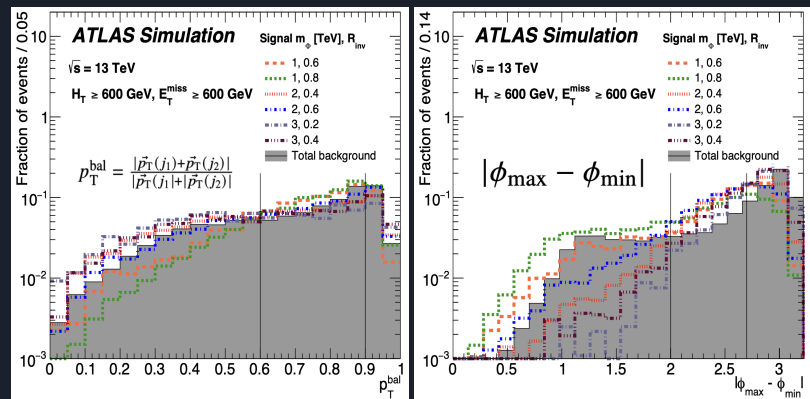 ATLAS Simulation
√s = 13 TeV
H_T ≥ 600 GeV, E_T^miss ≥ 600 GeV
Signal m_Φ [TeV], R_inv
1, 0.6
1, 0.8
2, 0.4
2, 0.6
3, 0.2
3, 0.4
Total background
p_T^bal = |p⃗_T(j₁)+p⃗_T(j₂)| / |p⃗_T(j₁|+|p⃗_T(j₂)|
Fraction of events / 0.05
10
1
10⁻¹
10⁻²
10⁻³
0 0.1 0.2 0.3 0.4 0.5 0.6 0.7 0.8 0.9 1
p_T^bal
ATLAS Simulation
√s = 13 TeV
H_T ≥ 600 GeV, E_T^miss ≥ 600 GeV
Signal m_Φ [TeV], R_inv
1, 0.6
1, 0.8
2, 0.4
2, 0.6
3, 0.2
3, 0.4
Total background
|ϕ_max − ϕ_min|
Fraction of events / 0.14
10
1
10⁻¹
10⁻²
10⁻³
0 0.5 1 1.5 2 2.5 3
|ϕ_max - ϕ_min|